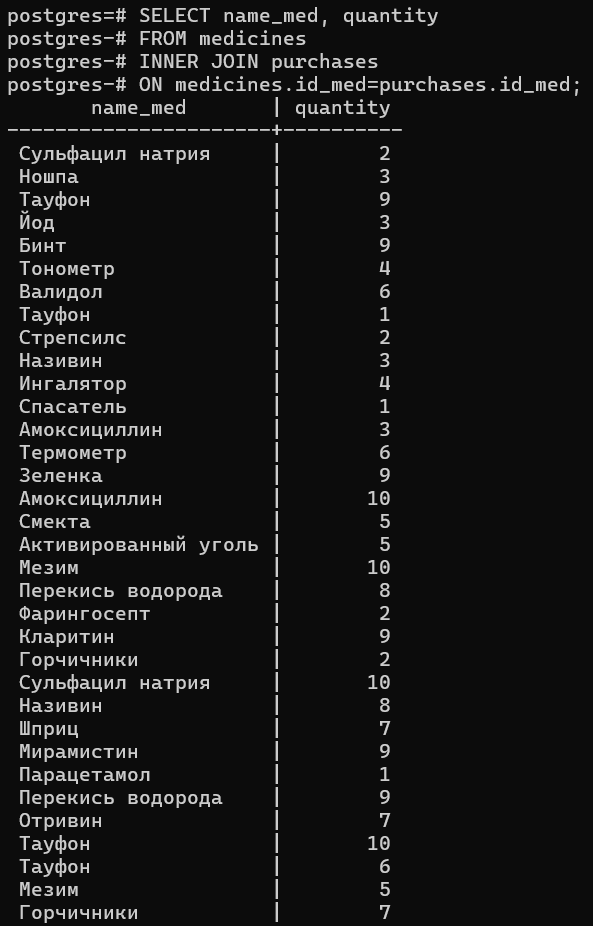 postgres=# SELECT name_med, quantity
postgres-# FROM medicines
postgres-# INNER JOIN purchases
postgres-# ON medicines.id_med=purchases.id_med;
name_med | quantity
----------------------+----------
Сульфацил натрия | 2
Ношпа | 3
Тауфон | 9
Йод | 3
Бинт | 9
Тонометр | 4
Валидол | 6
Тауфон | 1
Стрепсилс | 2
Називин | 3
Ингалятор | 4
Спасатель | 1
Амоксициллин | 3
Термометр | 6
Зеленка | 9
Амоксициллин | 10
Смекта | 5
Активированный уголь | 5
Мезим | 10
Перекись водорода | 8
Фарингосепт | 2
Кларитин | 9
Горчичники | 2
Сульфацил натрия | 10
Називин | 8
Шприц | 7
Мирамистин | 9
Парацетамол | 1
Перекись водорода | 9
Отривин | 7
Тауфон | 10
Тауфон | 6
Мезим | 5
Горчичники | 7